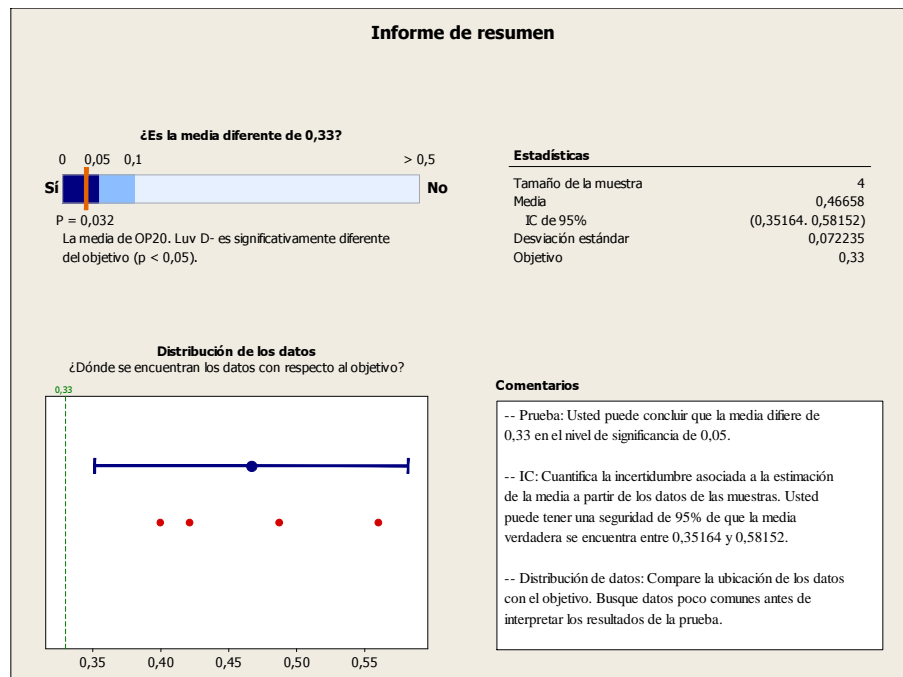 Informe de resumen
¿Es la media diferente de 0,33?
0 0,05 0,1 > 0,5
Sí No
P = 0,032
La media de OP20. Luv D- es significativamente diferente
del objetivo (p < 0,05).
Estadísticas
Tamaño de la muestra 4
Media 0,46658
IC de 95% (0,35164. 0,58152)
Desviación estándar 0,072235
Objetivo 0,33
Distribución de los datos
¿Dónde se encuentran los datos con respecto al objetivo?
0,33
0,35 0,40 0,45 0,50 0,55
Comentarios
-- Prueba: Usted puede concluir que la media difiere de
0,33 en el nivel de significancia de 0,05.
-- IC: Cuantifica la incertidumbre asociada a la estimación
de la media a partir de los datos de las muestras. Usted
puede tener una seguridad de 95% de que la media
verdadera se encuentra entre 0,35164 y 0,58152.
-- Distribución de datos: Compare la ubicación de los datos
con el objetivo. Busque datos poco comunes antes de
interpretar los resultados de la prueba.